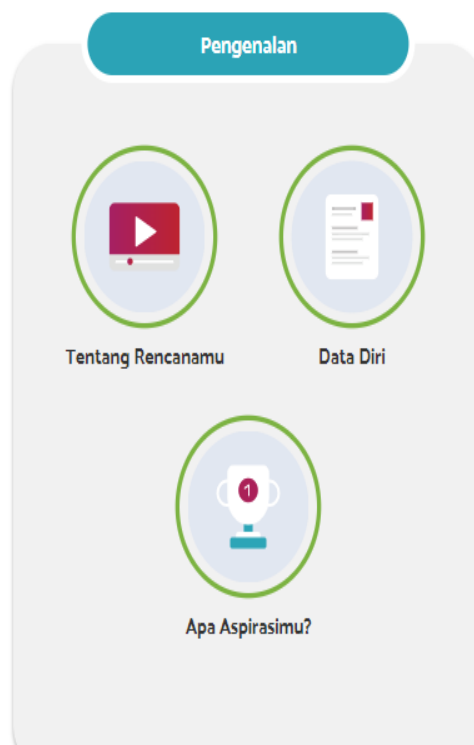 Pengenalan
Tentang Rencanamu
Data Diri
1
Apa Aspirasimu?